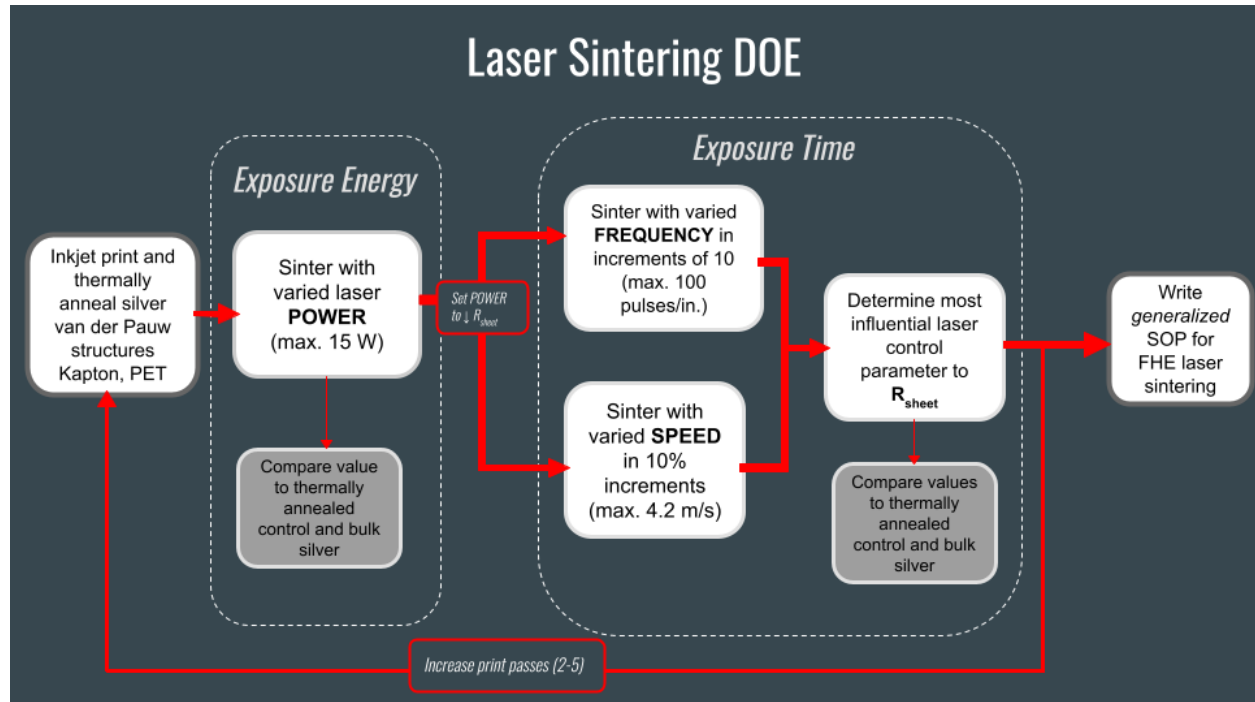 Laser Sintering DOE
Exposure Energy
Inkjet print and
thermally
anneal silver
van der Pauw
structures
Kapton, PET
Sinter with
varied laser
POWER
(max. 15 W)
Compare value
to thermally
annealed
control and bulk
silver
Set POWER
to ↓ Rsheet
Exposure Time
Sinter with varied
FREQUENCY in
increments of 10
(max. 100
pulses/in.)
Sinter with
varied SPEED
in 10%
increments
(max. 4.2 m/s)
Determine most
influential laser
control
parameter to
Rsheet
Compare values
to thermally
annealed
control and bulk
silver
Write
generalized
SOP for
FHE laser
sintering
Increase print passes (2-5)